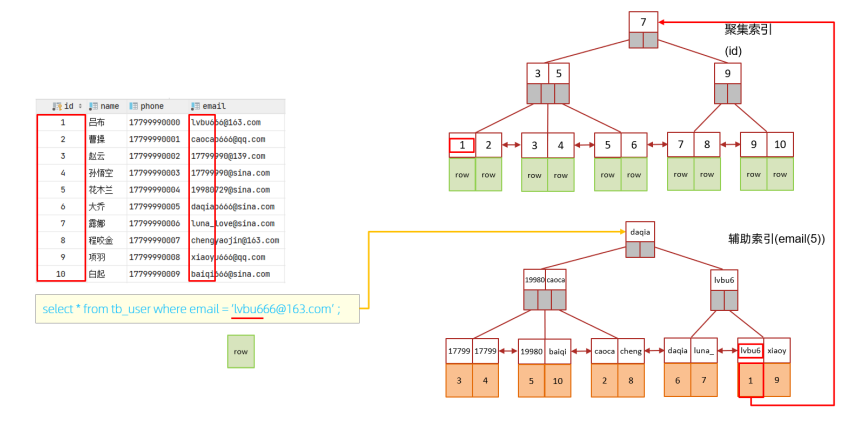 id name phone email
1 吕布 17799990000 lvbu666@163.com
2 曹操 17799990001 caocao666@qq.com
3 赵云 17799990002 17799990@139.com
4 孙悟空 17799990003 17799990@sina.com
5 花木兰 17799990004 19980729@sina.com
6 大乔 17799990005 daqiao666@sina.com
7 露娜 17799990006 luna_love@sina.com
8 程咬金 17799990007 chengyaojin@163.com
9 项羽 17799990008 xiaoyu666@qq.com
10 白起 17799990009 baiqi666@sina.com
select * from tb_user where email = 'lvbu666@163.com' ;
row
7
聚集索引
(id)
3 5 9
1 2 3 4 5 6 7 8 9 10
row row row row row row row row row row
daqia
辅助索引(email(5))
19980 caoca lvbu6
17799 17799 19980 baiqi caoca cheng daqia luna_ lvbu6 xiaoy
3 4 5 10 2 8 6 7 1 9